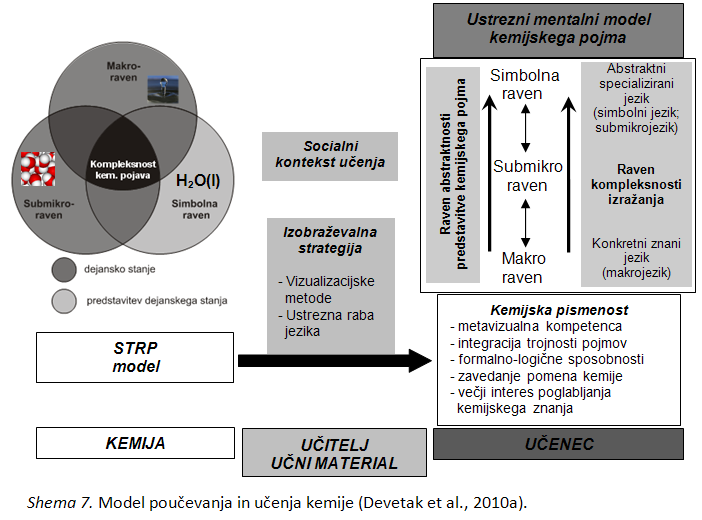 Makro-
raven
Kompleksnost
kem. pojava
Submikro-
raven
H₂O(l)
Simbolna
raven
dejansko stanje
predstavitev dejanskega stanja
STRP
model
KEMIJA
Socialni
kontekst učenja
Izobraževalna
strategija
- Vizualizacijske
metode
- Ustrezna raba
jezika
UČITELJ
UČNI MATERIAL
Ustrezni mentalni model
kemijskega pojma
Raven abstraktnosti
predstavitve kemijskega pojma
Simbolna
raven
Submikro
raven
Makro
raven
Abstraktni
specializirani
jezik
(simbolni jezik;
submikrojezik)
Raven
kompleksnosti
izražanja
Konkretni znani
jezik
(makrojezik)
Kemijska pismenost
- metavizualna kompetenca
- integracija trojnosti pojmov
- formalno-logične sposobnosti
- zavedanje pomena kemije
- večji interes poglabljanja
kemijskega znanja
UČENEC
Shema 7. Model poučevanja in učenja kemije (Devetak et al., 2010a).